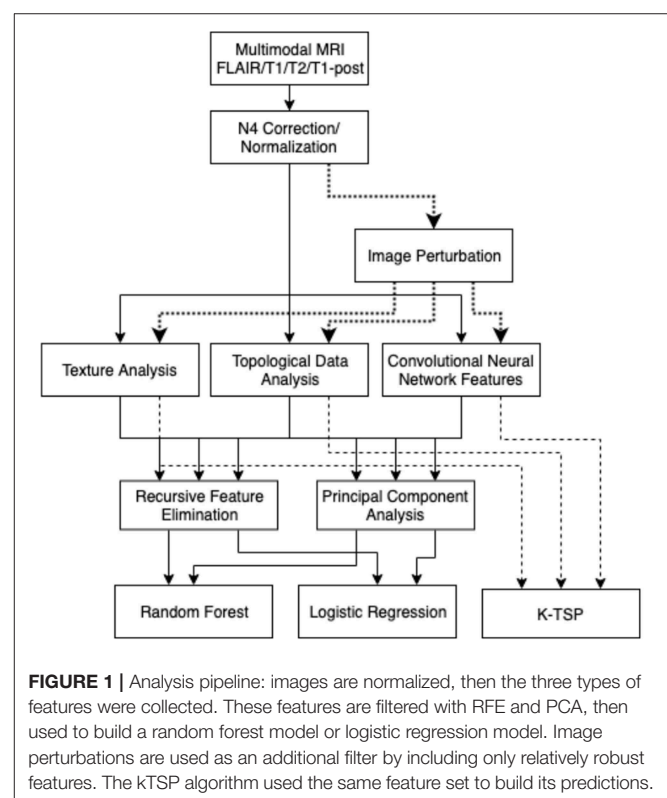 Multimodal MRI
FLAIR/T1/T2/T1-post
N4 Correction/
Normalization
Image Perturbation
Texture Analysis
Topological Data
Analysis
Convolutional Neural
Network Features
Recursive Feature
Elimination
Principal Component
Analysis
Random Forest
Logistic Regression
K-TSP
FIGURE 1 | Analysis pipeline: images are normalized, then the three types of
features were collected. These features are filtered with RFE and PCA, then
used to build a random forest model or logistic regression model. Image
perturbations are used as an additional filter by including only relatively robust
features. The kTSP algorithm used the same feature set to build its predictions.